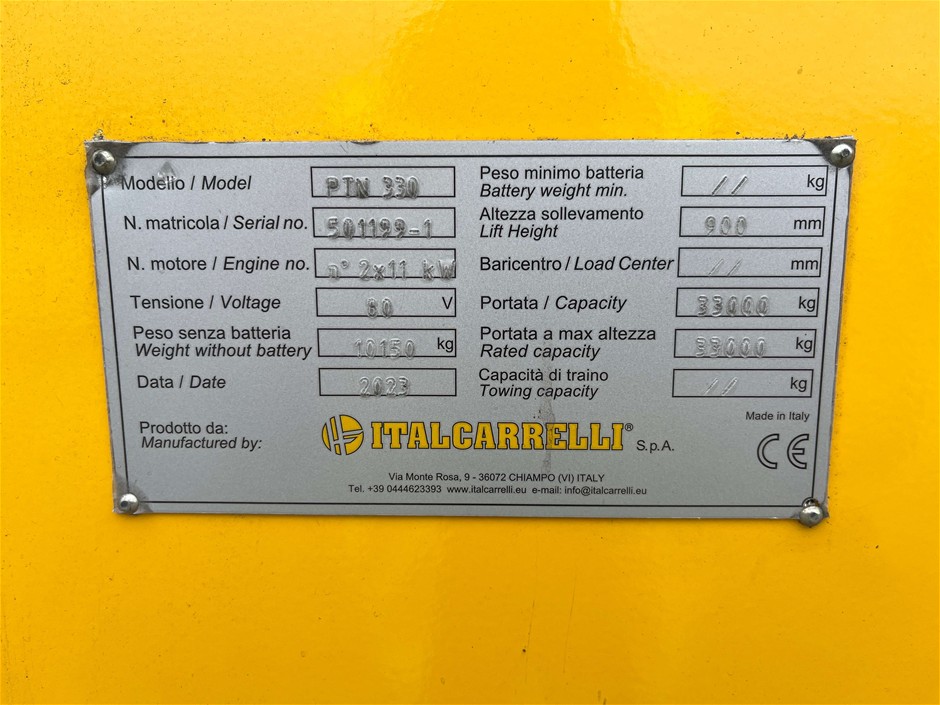 Modello / Model PTN 330
N. matricola / Serial no. 501199-1
N. motore / Engine no. n° 2x11 kW
Tensione / Voltage 80 V
Peso senza batteria
Weight without battery 10150 kg
Data / Date 2023
Peso minimo batteria
Battery weight min. // kg
Altezza sollevamento
Lift Height 900 mm
Baricentro / Load Center // mm
Portata / Capacity 33000 kg
Portata a max altezza
Rated capacity 33000 kg
Capacità di traino
Towing capacity // kg
Prodotto da:
Manufactured by:
ITALCARRELLI® S.p.A.
Made in Italy
CE
Via Monte Rosa, 9 - 36072 CHIAMPO (VI) ITALY
Tel. +39 0444623393 www.italcarrelli.eu e-mail: info@italcarrelli.eu